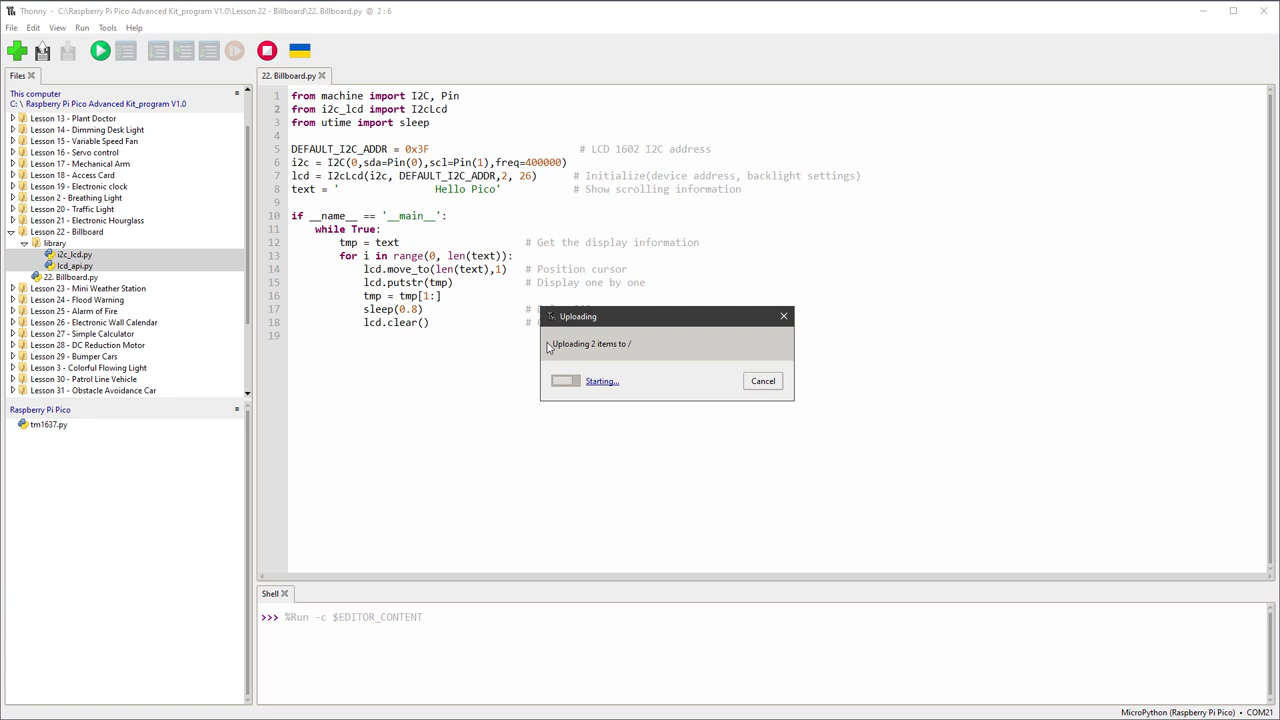 Thonny - C:\Raspberry Pi Pico Advanced Kit_program V1.0\Lesson 22 - Billboard\22. Billboard.py @ 2 : 6
File Edit View Run Tools Help
Files
This computer
C: \ Raspberry Pi Pico Advanced Kit_program V1.0
Lesson 13 - Plant Doctor
Lesson 14 - Dimming Desk Light
Lesson 15 - Variable Speed Fan
Lesson 16 - Servo control
Lesson 17 - Mechanical Arm
Lesson 18 - Access Card
Lesson 19 - Electronic clock
Lesson 2 - Breathing Light
Lesson 20 - Traffic Light
Lesson 21 - Electronic Hourglass
Lesson 22 - Billboard
library
i2c_lcd.py
lcd_api.py
22. Billboard.py
Lesson 23 - Mini Weather Station
Lesson 24 - Flood Warning
Lesson 25 - Alarm of Fire
Lesson 26 - Electronic Wall Calendar
Lesson 27 - Simple Calculator
Lesson 28 - DC Reduction Motor
Lesson 29 - Bumper Cars
Lesson 3 - Colorful Flowing Light
Lesson 30 - Patrol Line Vehicle
Lesson 31 - Obstacle Avoidance Car
Raspberry Pi Pico
tm1637.py
22. Billboard.py
1 from machine import I2C, Pin
2 from i2c_lcd import I2cLcd
3 from utime import sleep
4
5 DEFAULT_I2C_ADDR = 0x3F # LCD 1602 I2C address
6 i2c = I2C(0,sda=Pin(0),scl=Pin(1),freq=400000)
7 lcd = I2cLcd(i2c, DEFAULT_I2C_ADDR,2, 26) # Initialize(device address, backlight settings)
8 text = '                Hello Pico' # Show scrolling information
9
10 if __name__ == '__main__':
11 while True:
12 tmp = text # Get the display information
13 for i in range(0, len(text)):
14 lcd.move_to(len(text),1) # Position cursor
15 lcd.putstr(tmp) # Display one by one
16 tmp = tmp[1:]
17 sleep(0.8) #
18 lcd.clear() #
19
Uploading
Uploading 2 items to /
Starting...
Cancel
Shell
>>> %Run -c $EDITOR_CONTENT
MicroPython (Raspberry Pi Pico) • COM21